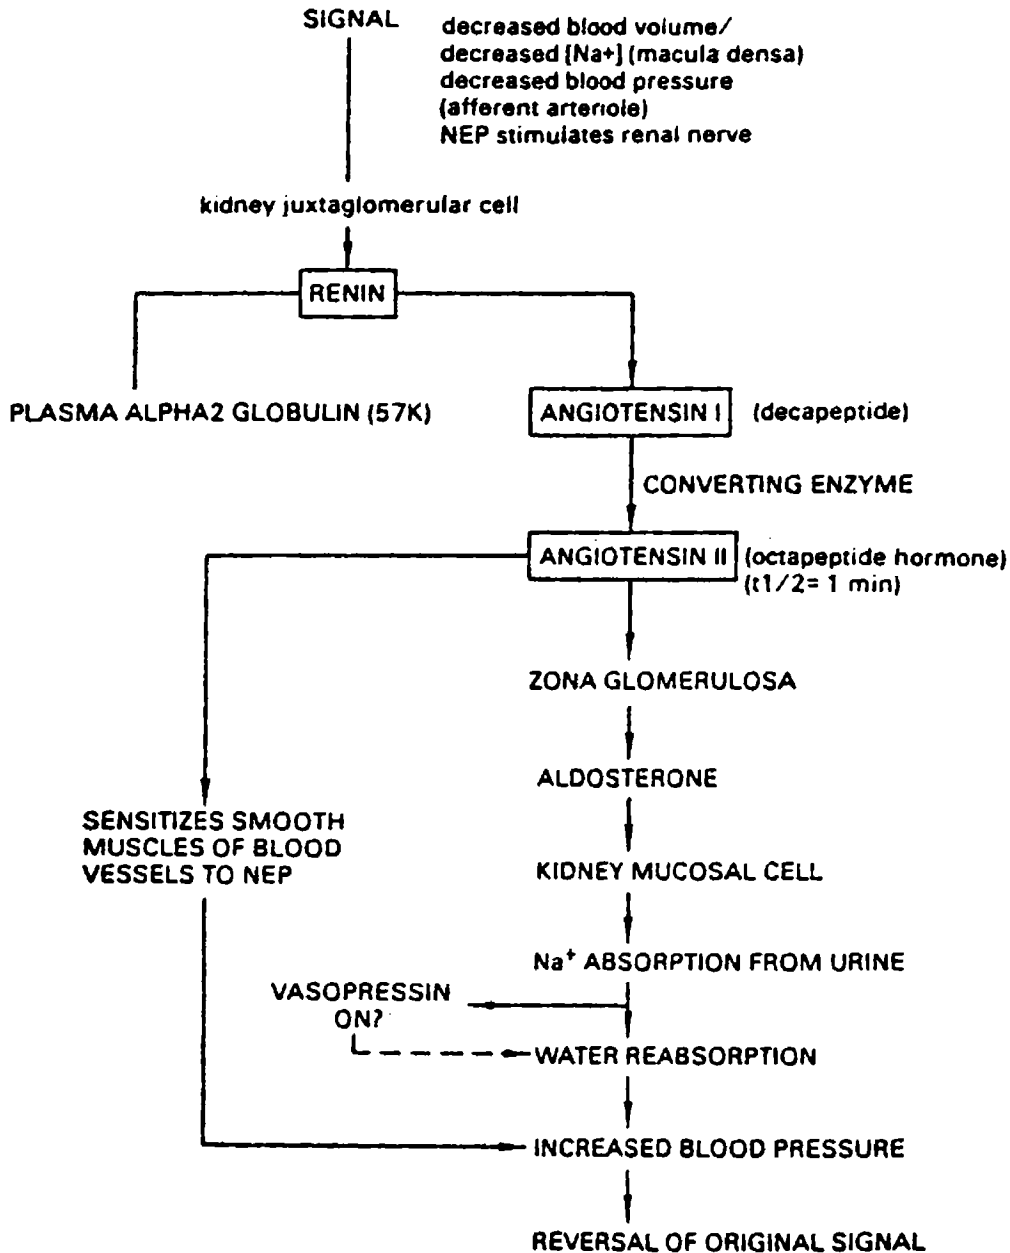 SIGNAL
decreased blood volume/
decreased [Na+] (macula densa)
decreased blood pressure
(afferent arteriole)
NEP stimulates renal nerve
kidney juxtaglomerular cell
RENIN
PLASMA ALPHA2 GLOBULIN (57K)
ANGIOTENSIN I (decapeptide)
CONVERTING ENZYME
ANGIOTENSIN II (octapeptide hormone)
(t1/2= 1 min)
ZONA GLOMERULOSA
ALDOSTERONE
SENSITIZES SMOOTH
MUSCLES OF BLOOD
VESSELS TO NEP
KIDNEY MUCOSAL CELL
Na⁺ ABSORPTION FROM URINE
VASOPRESSIN
ON?
WATER REABSORPTION
INCREASED BLOOD PRESSURE
REVERSAL OF ORIGINAL SIGNAL